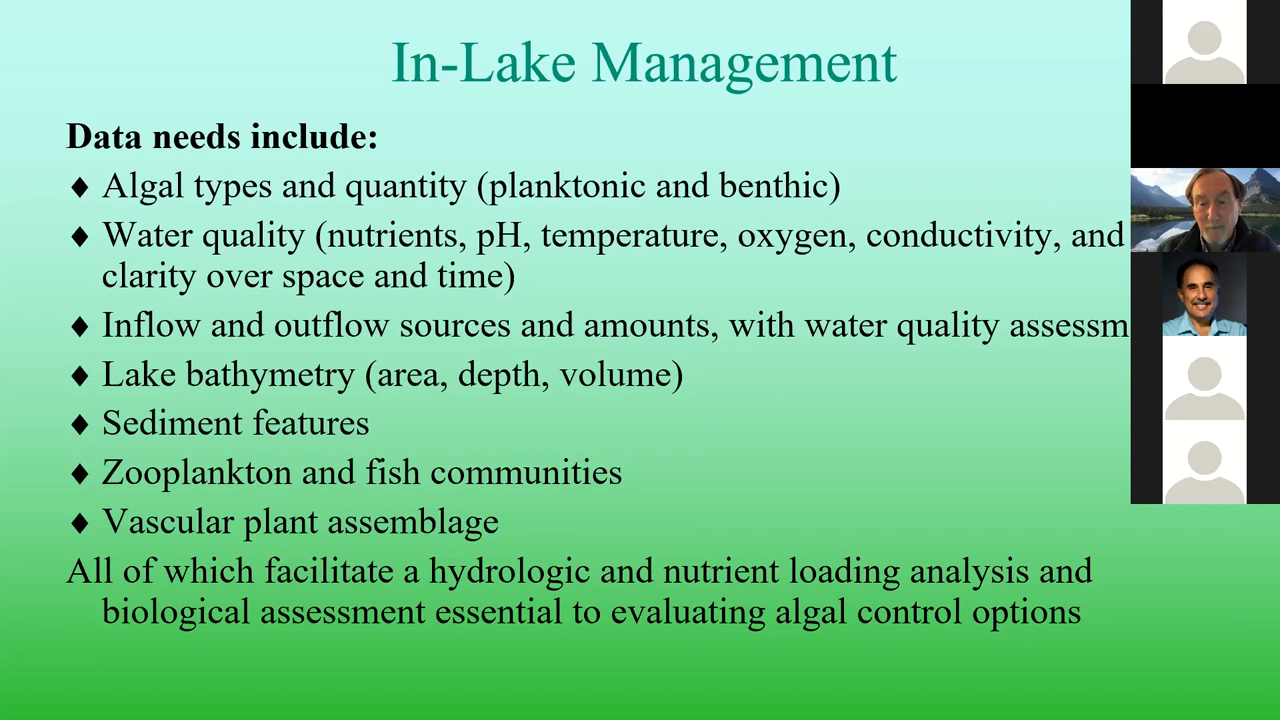 In-Lake Management
Data needs include:
♦ Algal types and quantity (planktonic and benthic)
♦ Water quality (nutrients, pH, temperature, oxygen, conductivity, and
clarity over space and time)
♦ Inflow and outflow sources and amounts, with water quality assessm
♦ Lake bathymetry (area, depth, volume)
♦ Sediment features
♦ Zooplankton and fish communities
♦ Vascular plant assemblage
All of which facilitate a hydrologic and nutrient loading analysis and
biological assessment essential to evaluating algal control options